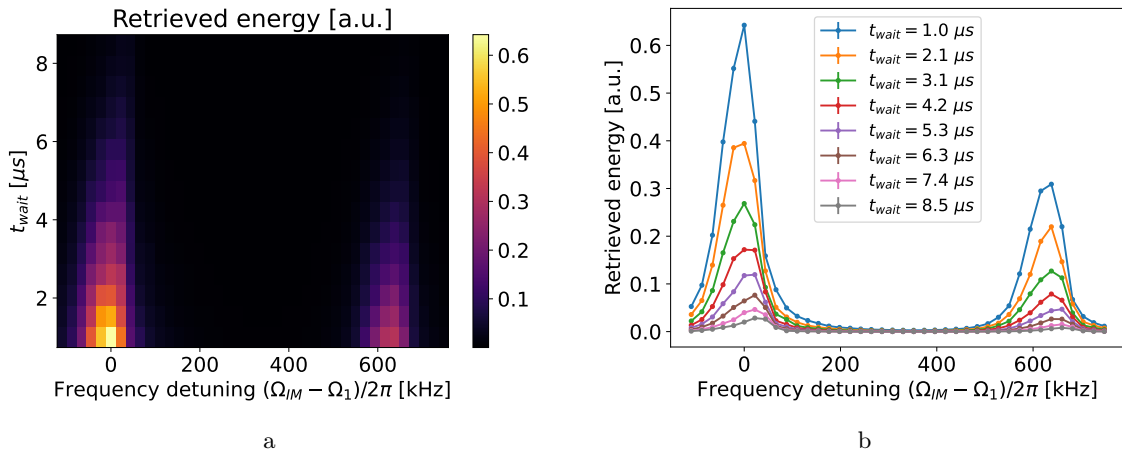 Retrieved energy [a.u.]
8
6
4
2
t_wait [μs]
0
200
400
600
Frequency detuning (Ω_IM − Ω_1)/2π [kHz]
0.6
0.5
0.4
0.3
0.2
0.1
a
0.6
0.5
0.4
0.3
0.2
0.1
0.0
Retrieved energy [a.u.]
t_wait = 1.0 μs
t_wait = 2.1 μs
t_wait = 3.1 μs
t_wait = 4.2 μs
t_wait = 5.3 μs
t_wait = 6.3 μs
t_wait = 7.4 μs
t_wait = 8.5 μs
0
200
400
600
Frequency detuning (Ω_IM − Ω_1)/2π [kHz]
b